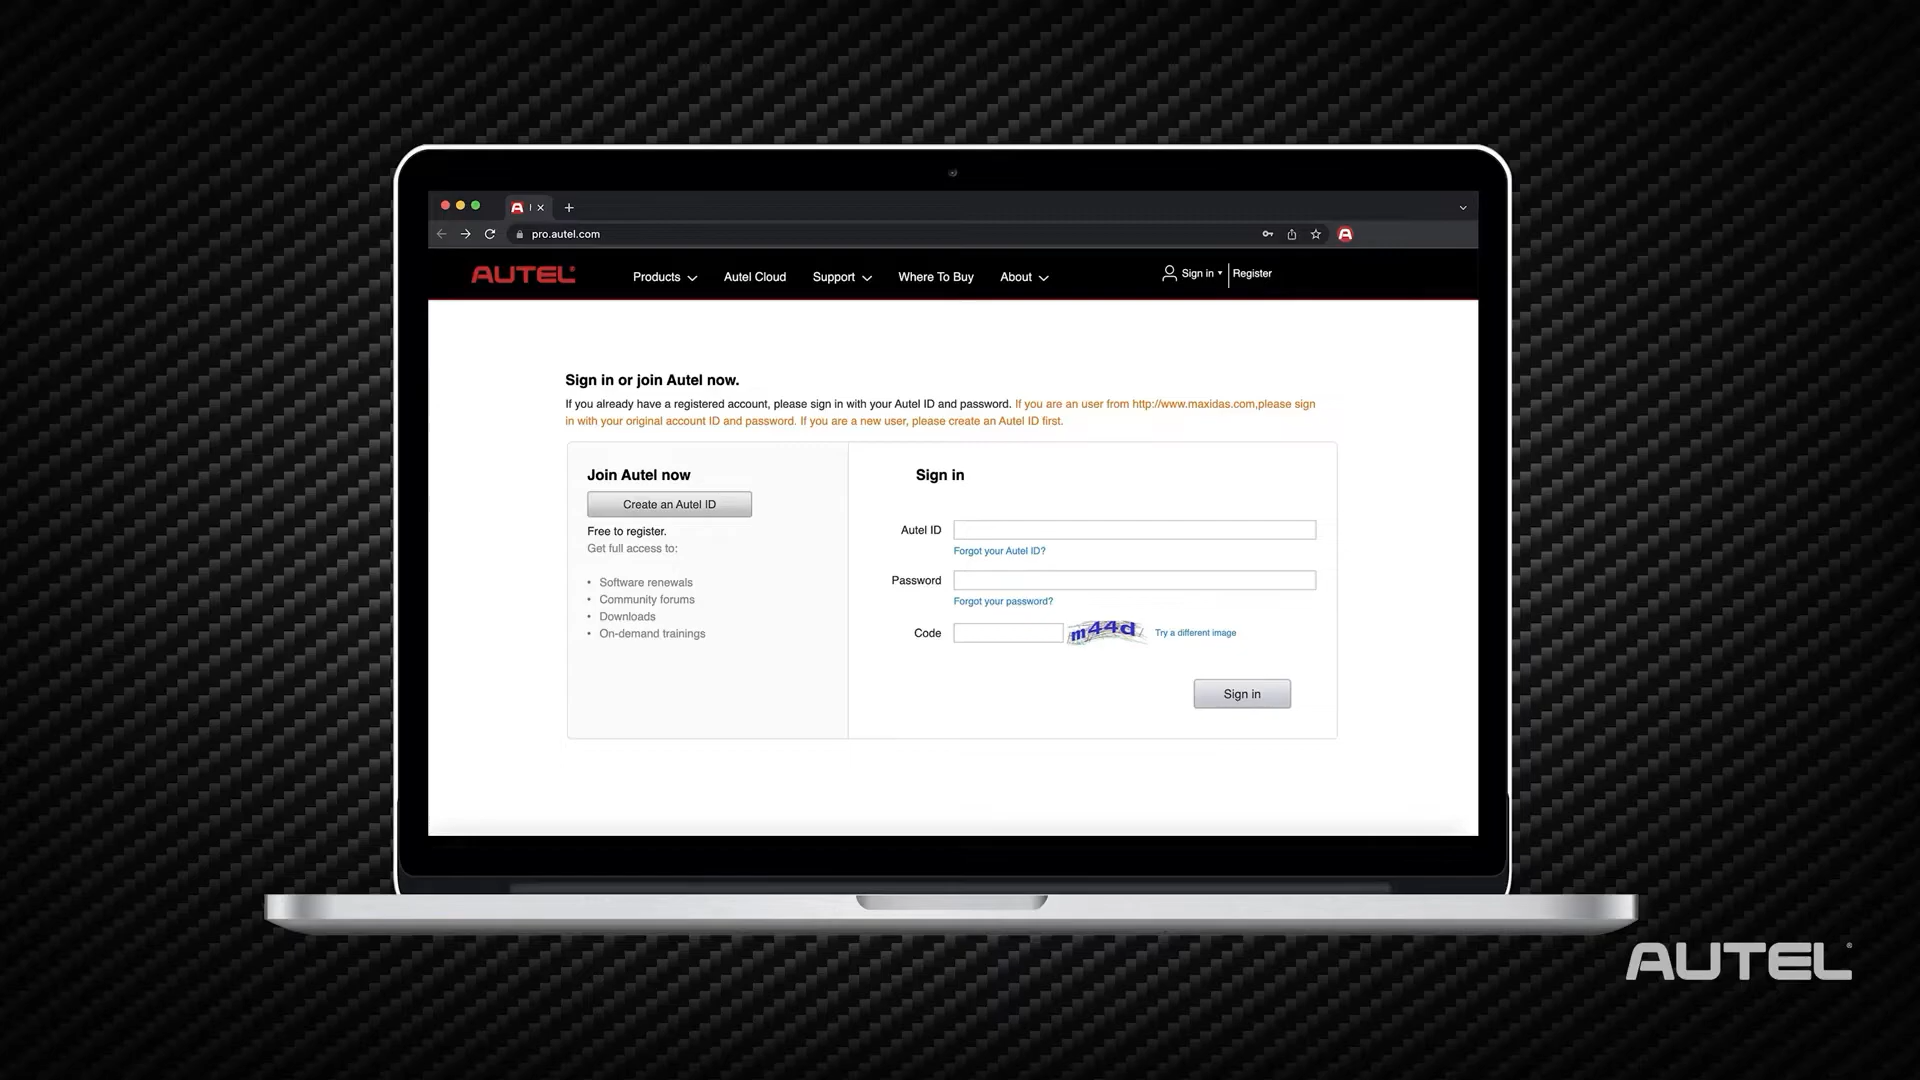 pro.autel.com
AUTEL
Products
Autel Cloud
Support
Where To Buy
About
Sign in
Register
Sign in or join Autel now.
If you already have a registered account, please sign in with your Autel ID and password. If you are an user from http://www.maxidas.com,please sign
in with your original account ID and password. If you are a new user, please create an Autel ID first.
Join Autel now
Create an Autel ID
Free to register.
Get full access to:
• Software renewals
• Community forums
• Downloads
• On-demand trainings
Sign in
Autel ID
Forgot your Autel ID?
Password
Forgot your password?
Code
m44d
Try a different image
Sign in
AUTEL